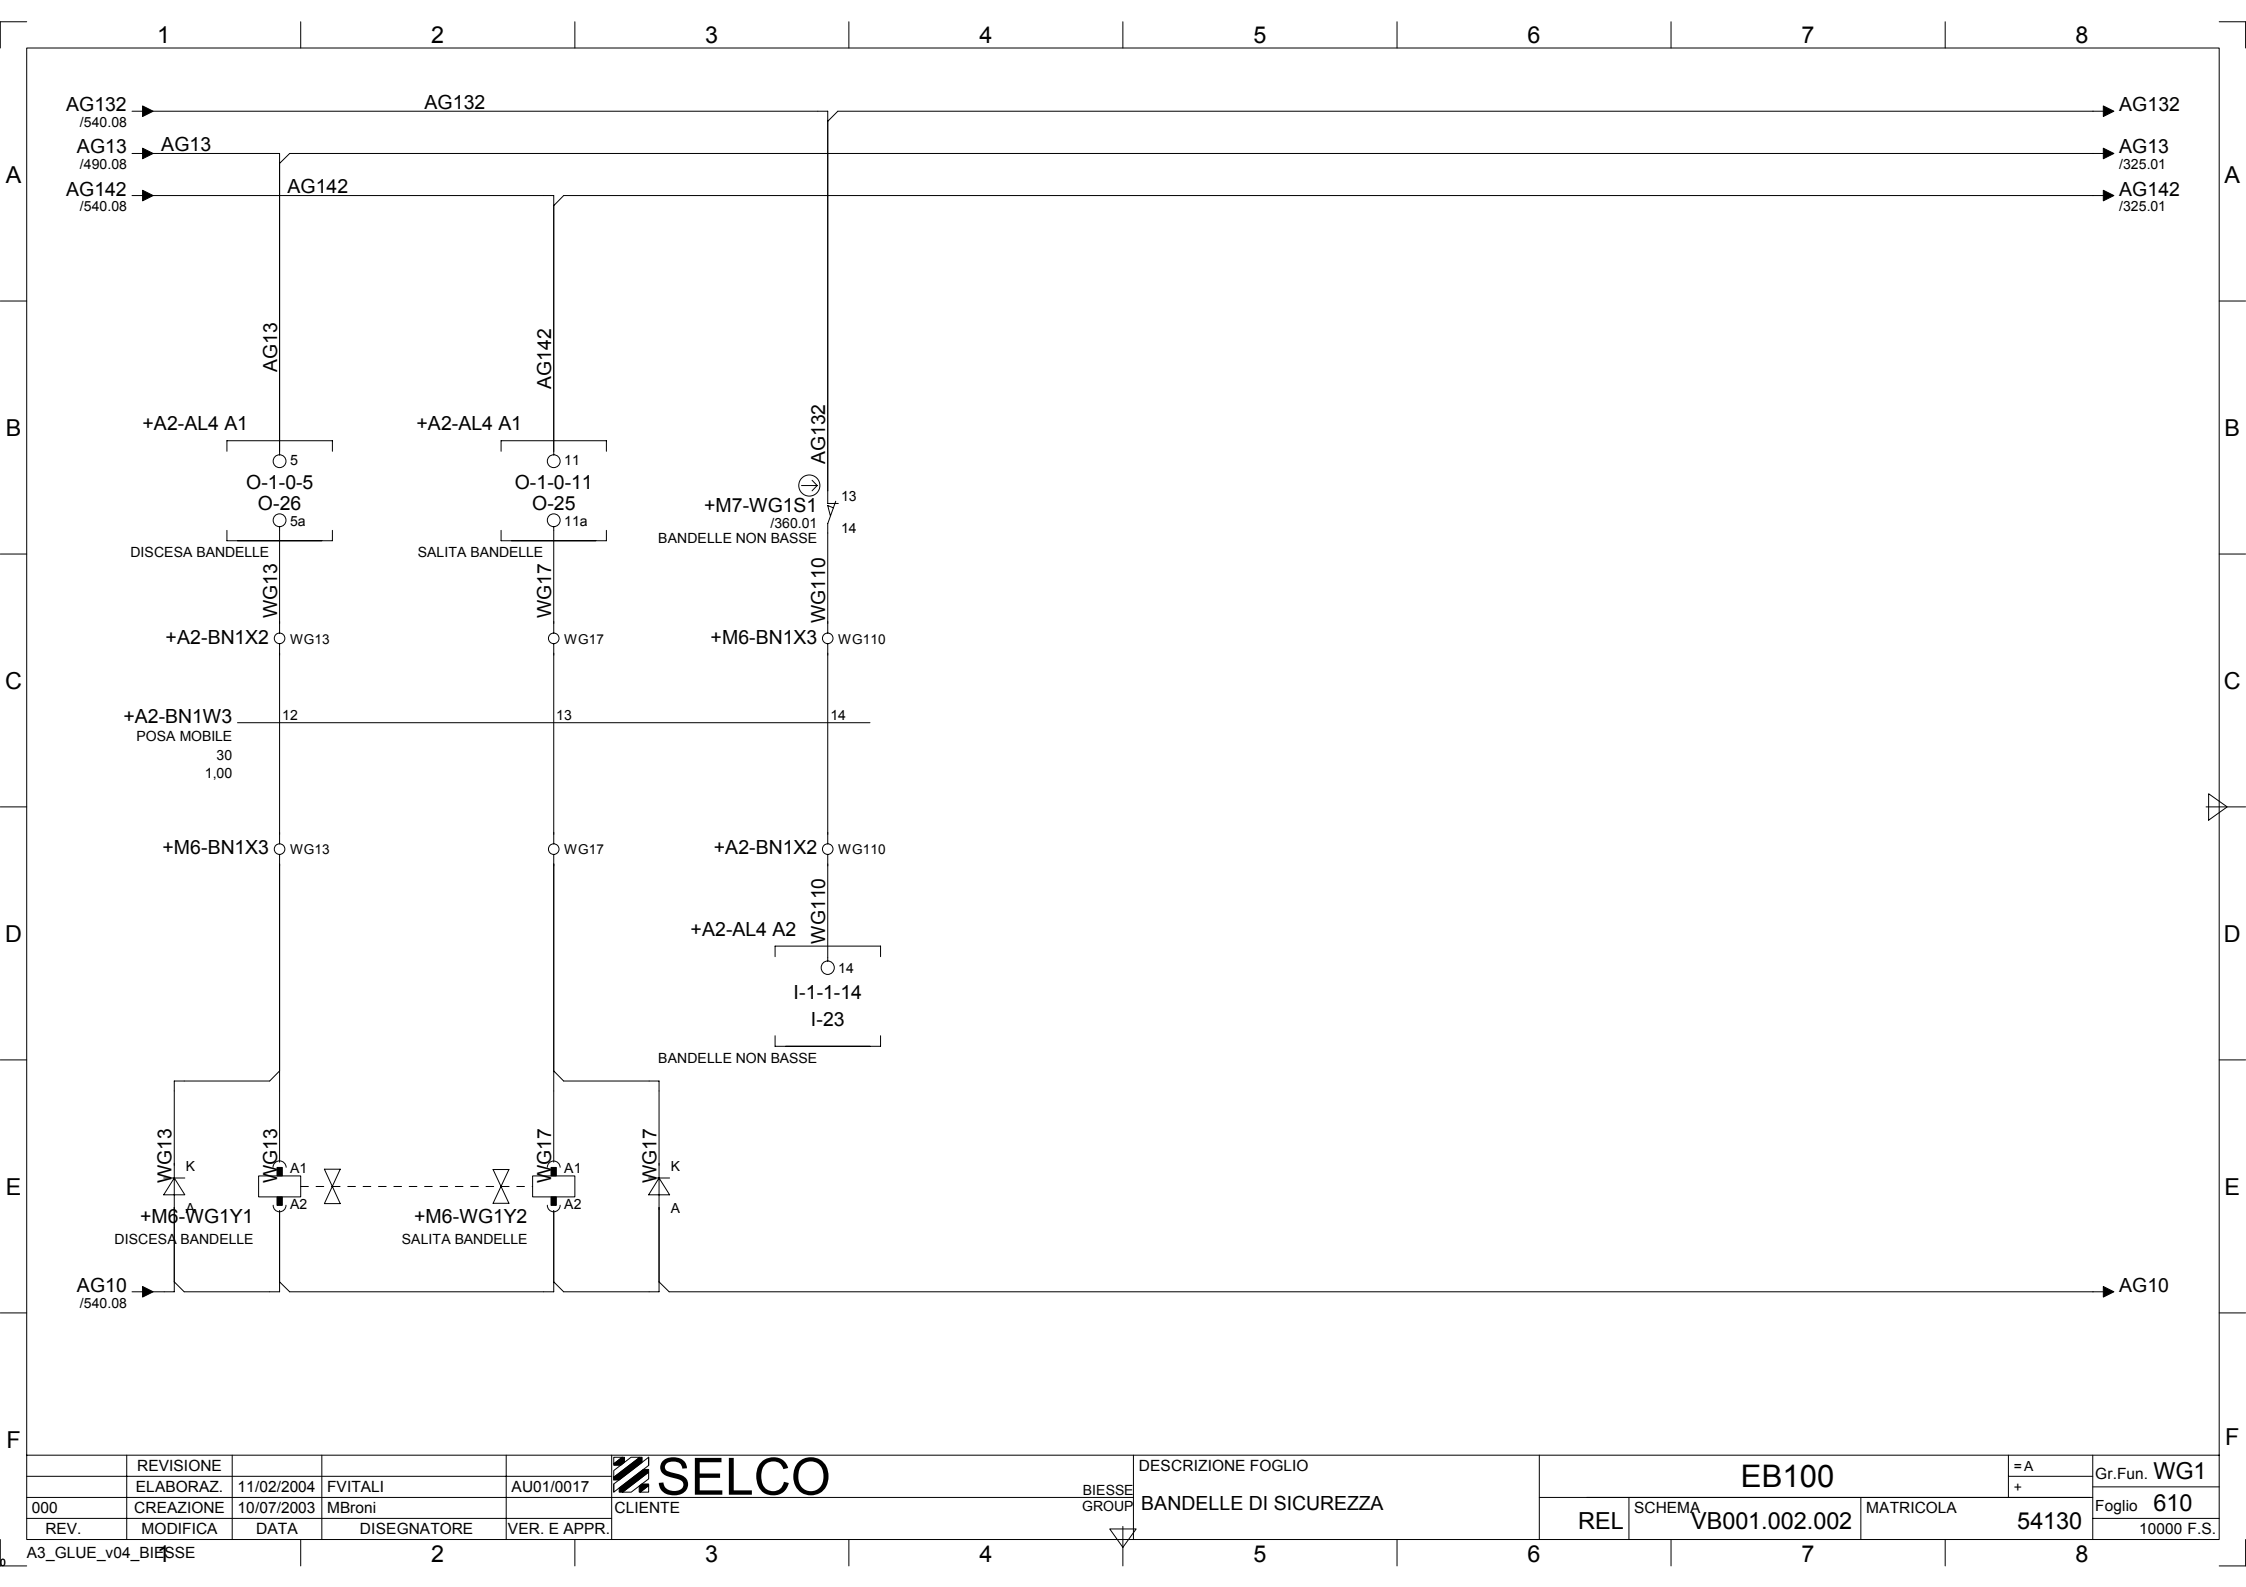 1 2 3 4 5 6 7 8
AG132 AG132 AG132
/540.08
AG13 AG13 AG13
/490.08 /325.01
A A
AG142 AG142 AG142
/540.08 /325.01
AG13
AG142
AG132
+A2-AL4 A1 +A2-AL4 A1
B B
5 11
O-1-0-5 O-1-0-11
O-26 O-25
5a 11a
DISCESA BANDELLE SALITA BANDELLE
13
+M7-WG1S1
/360.01 14
BANDELLE NON BASSE
WG13 WG17 WG110
+A2-BN1X2 WG13 WG17 +M6-BN1X3 WG110
C C
+A2-BN1W3 12 13 14
POSA MOBILE
30
1,00
+M6-BN1X3 WG13 WG17 +A2-BN1X2 WG110
WG110
D D
+A2-AL4 A2
14
I-1-1-14
I-23
BANDELLE NON BASSE
WG13 WG13 WG17 WG17
K A1 A1 K
E E
A A2 A2 A
+M6-WG1Y1 +M6-WG1Y2
DISCESA BANDELLE SALITA BANDELLE
AG10 AG10
/540.08
F F
REVISIONE
ELABORAZ. 11/02/2004 FVITALI AU01/0017
000 CREAZIONE 10/07/2003 MBroni
REV. MODIFICA DATA DISEGNATORE VER. E APPR.
SELCO
CLIENTE
BIESSE
GROUP
DESCRIZIONE FOGLIO
BANDELLE DI SICUREZZA
EB100
REL SCHEMA VB001.002.002 MATRICOLA 54130
=A
+
Gr.Fun. WG1
Foglio 610
10000 F.S.
A3_GLUE_v04_BIESSE
1 2 3 4 5 6 7 8